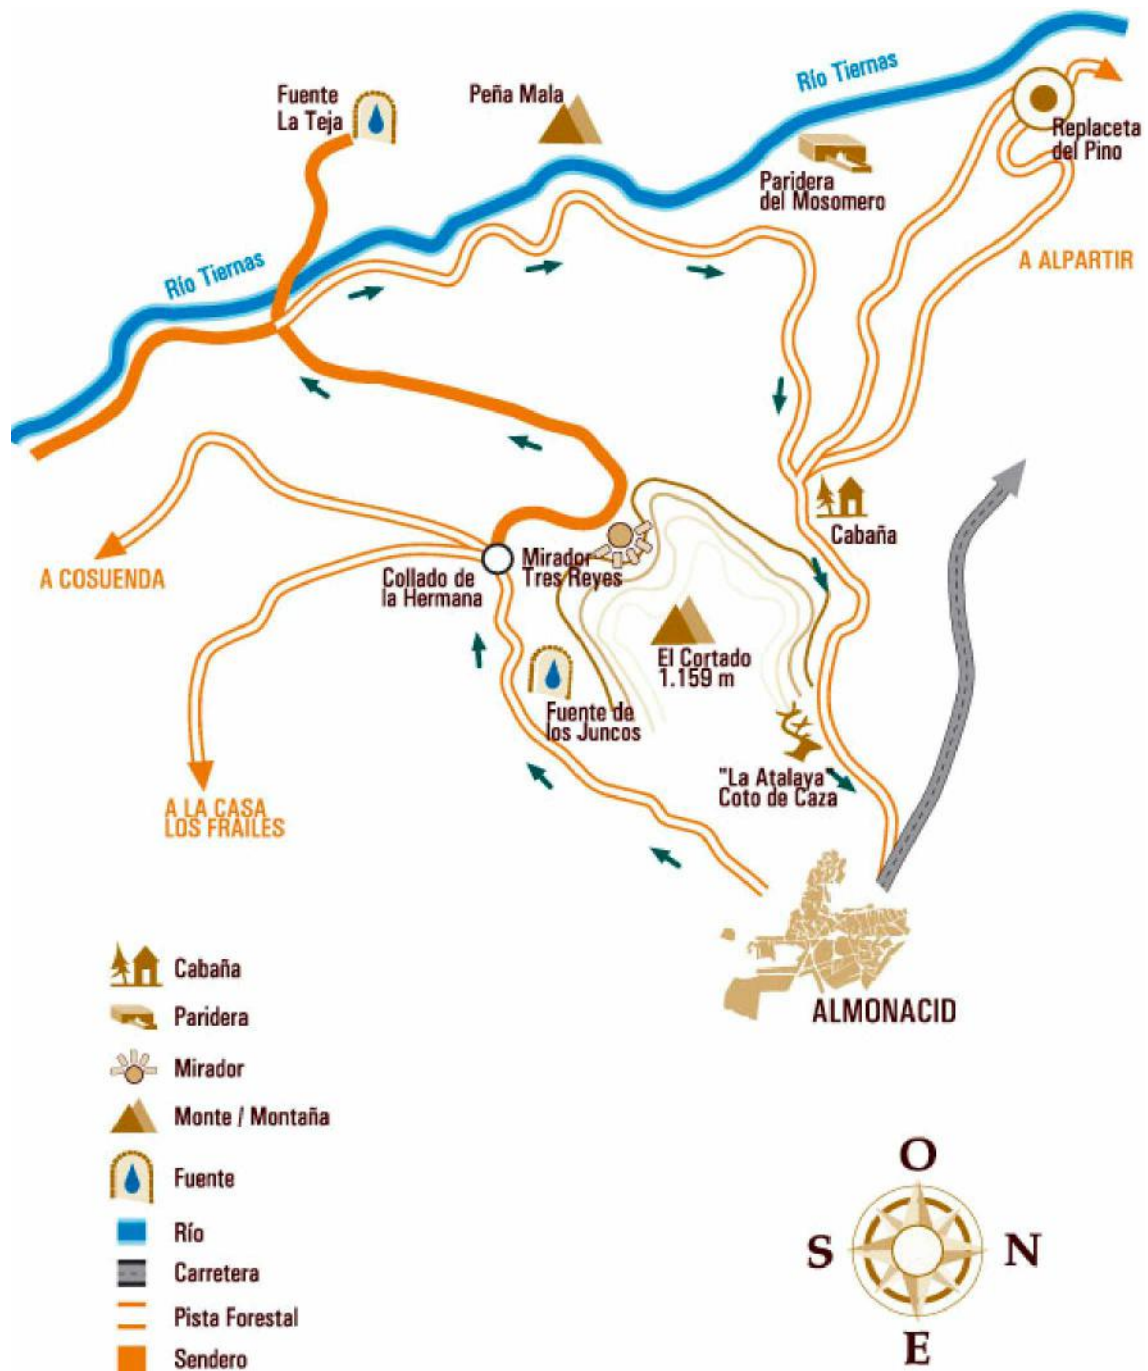 Fuente
La Teja
Peña Mala
Río Tiernas
Replaceta
del Pino
Paridera
del Mosomero
Río Tiernas
A ALPARTIR
Cabaña
A COSUENDA
Collado de
la Hermana
Mirador
Tres Reyes
El Cortado
1.159 m
Fuente de
los Juncos
"La Atalaya"
Coto de Caza
A LA CASA
LOS FRAILES
ALMONACID
Cabaña
Paridera
Mirador
Monte / Montaña
Fuente
Río
Carretera
Pista Forestal
Sendero
O
S
N
E